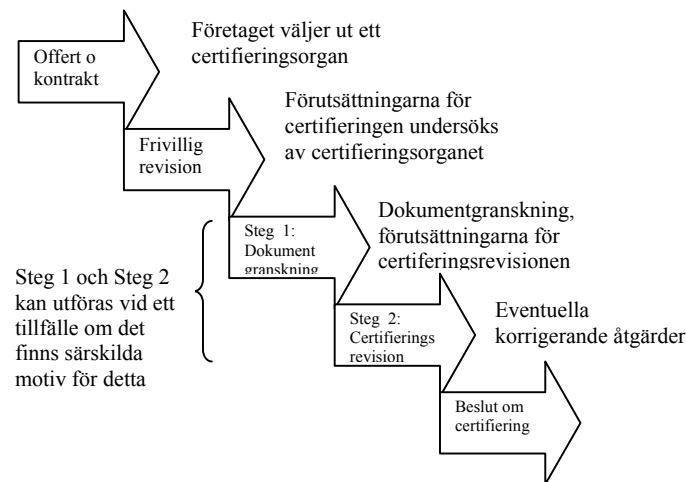 Offert o
kontrakt
Företaget väljer ut ett
certifieringsorgan
Frivillig
revision
Förutsättningarna för
certifieringen undersöks
av certifieringsorganet
Steg 1:
Dokument
granskning
Dokumentgranskning,
förutsättningarna för
certiferingsrevisionen
Steg 1 och Steg 2
kan utföras vid ett
tillfälle om det
finns särskilda
motiv för detta
Steg 2:
Certifierings
revision
Eventuella
korrigerande åtgärder
Beslut om
certifiering